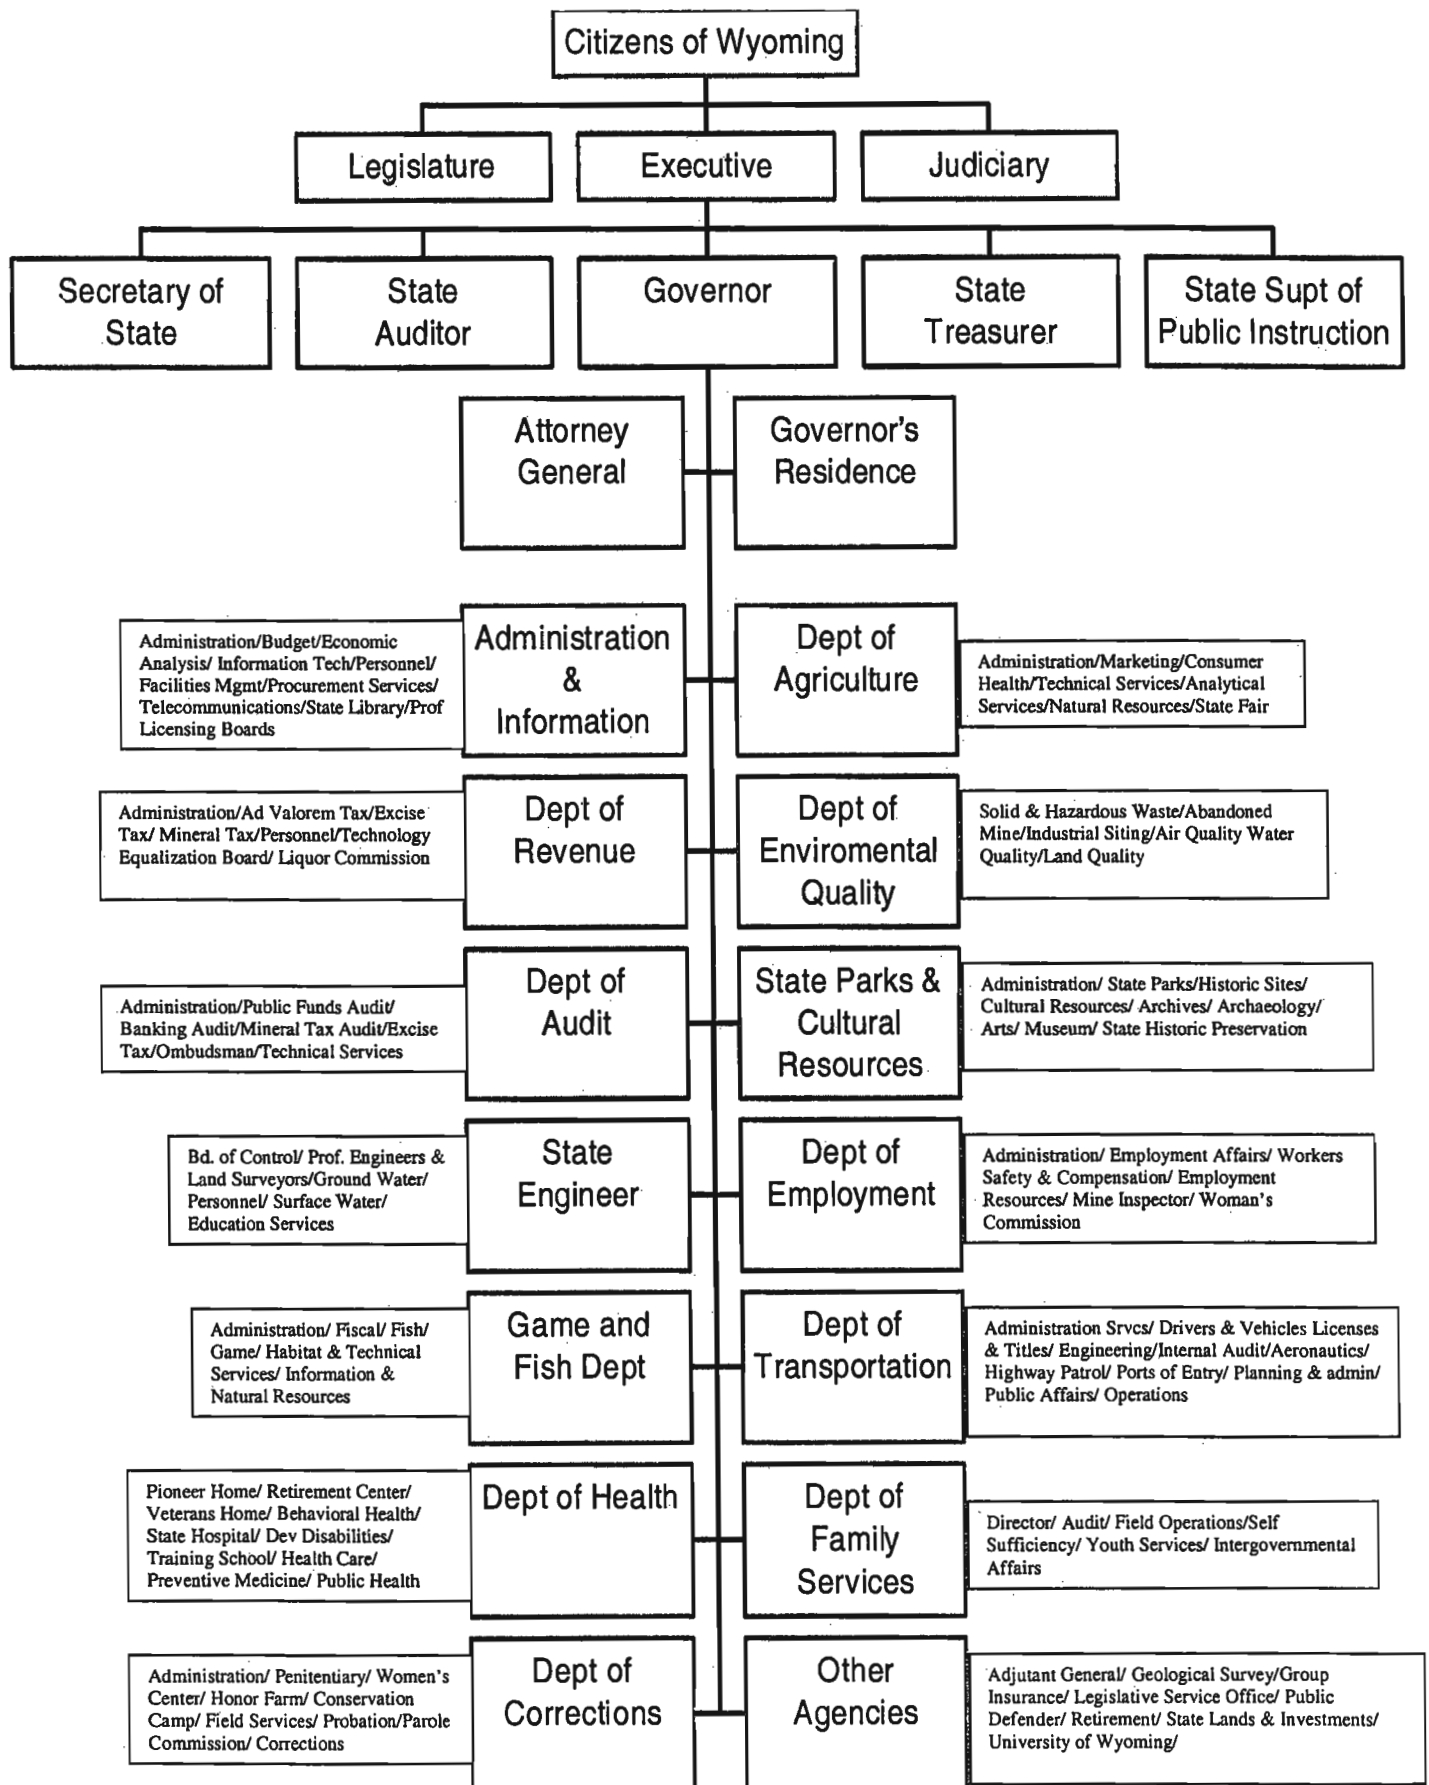 Citizens of Wyoming
Legislature
Executive
Judiciary
Secretary of
State
State
Auditor
Governor
State
Treasurer
State Supt of
Public Instruction
Attorney
General
Governor's
Residence
Administration/Budget/Economic
Analysis/ Information Tech/Personnel/
Facilities Mgmt/Procurement Services/
Telecommunications/State Library/Prof
Licensing Boards
Administration
&
Information
Dept of
Agriculture
Administration/Marketing/Consumer
Health/Technical Services/Analytical
Services/Natural Resources/State Fair
Administration/Ad Valorem Tax/Excise
Tax/ Mineral Tax/Personnel/Technology
Equalization Board/ Liquor Commission
Dept of
Revenue
Dept of
Enviromental
Quality
Solid & Hazardous Waste/Abandoned
Mine/Industrial Siting/Air Quality Water
Quality/Land Quality
Administration/Public Funds Audit/
Banking Audit/Mineral Tax Audit/Excise
Tax/Ombudsman/Technical Services
Dept of
Audit
State Parks &
Cultural
Resources
Administration/ State Parks/Historic Sites/
Cultural Resources/ Archives/ Archaeology/
Arts/ Museum/ State Historic Preservation
Bd. of Control/ Prof. Engineers &
Land Surveyors/Ground Water/
Personnel/ Surface Water/
Education Services
State
Engineer
Dept of
Employment
Administration/ Employment Affairs/ Workers
Safety & Compensation/ Employment
Resources/ Mine Inspector/ Woman's
Commission
Administration/ Fiscal/ Fish/
Game/ Habitat & Technical
Services/ Information &
Natural Resources
Game and
Fish Dept
Dept of
Transportation
Administration Srvcs/ Drivers & Vehicles Licenses
& Titles/ Engineering/Internal Audit/Aeronautics/
Highway Patrol/ Ports of Entry/ Planning & admin/
Public Affairs/ Operations
Pioneer Home/ Retirement Center/
Veterans Home/ Behavioral Health/
State Hospital/ Dev Disabilities/
Training School/ Health Care/
Preventive Medicine/ Public Health
Dept of Health
Dept of
Family
Services
Director/ Audit/ Field Operations/Self
Sufficiency/ Youth Services/ Intergovernmental
Affairs
Administration/ Penitentiary/ Women's
Center/ Honor Farm/ Conservation
Camp/ Field Services/ Probation/Parole
Commission/ Corrections
Dept of
Corrections
Other
Agencies
Adjutant General/ Geological Survey/Group
Insurance/ Legislative Service Office/ Public
Defender/ Retirement/ State Lands & Investments/
University of Wyoming/